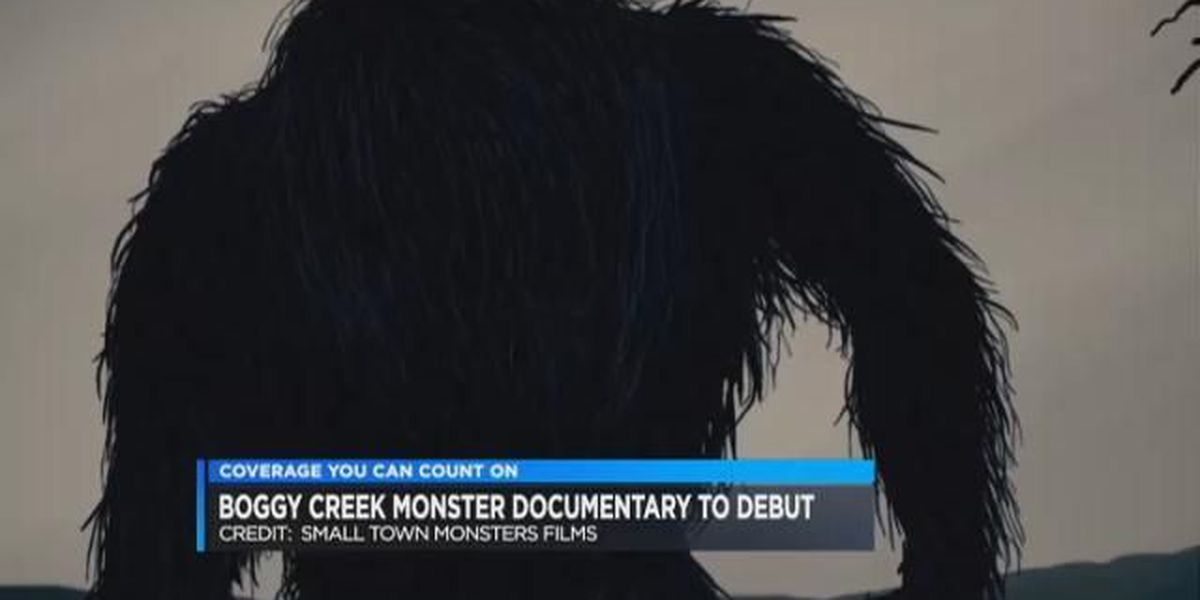 COVERAGE YOU CAN COUNT ON
BOGGY CREEK MONSTER DOCUMENTARY TO DEBUT
CREDIT: SMALL TOWN MONSTERS FILMS